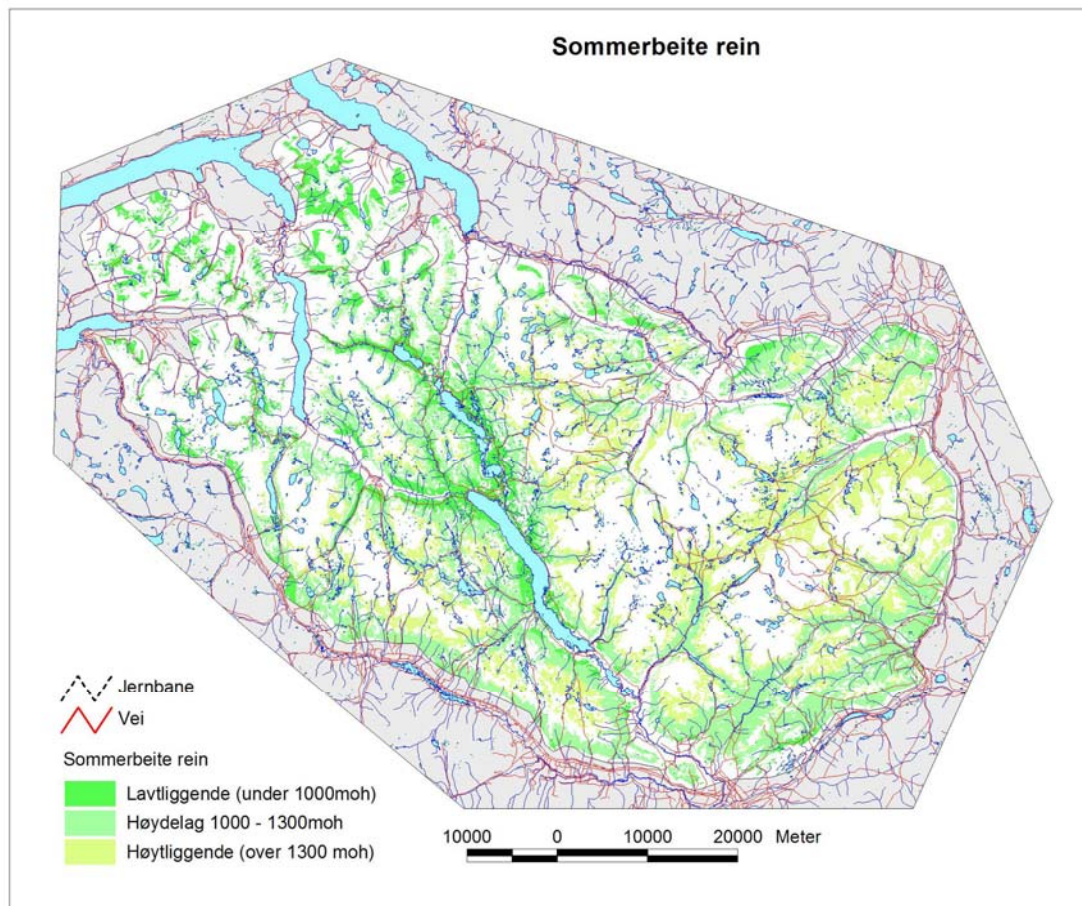 Sommerbeite rein
Jernbane
Vei
Sommerbeite rein
Lavtliggende (under 1000moh)
Høydelag 1000 - 1300moh
Høytliggende (over 1300 moh)
10000 0 10000 20000 Meter